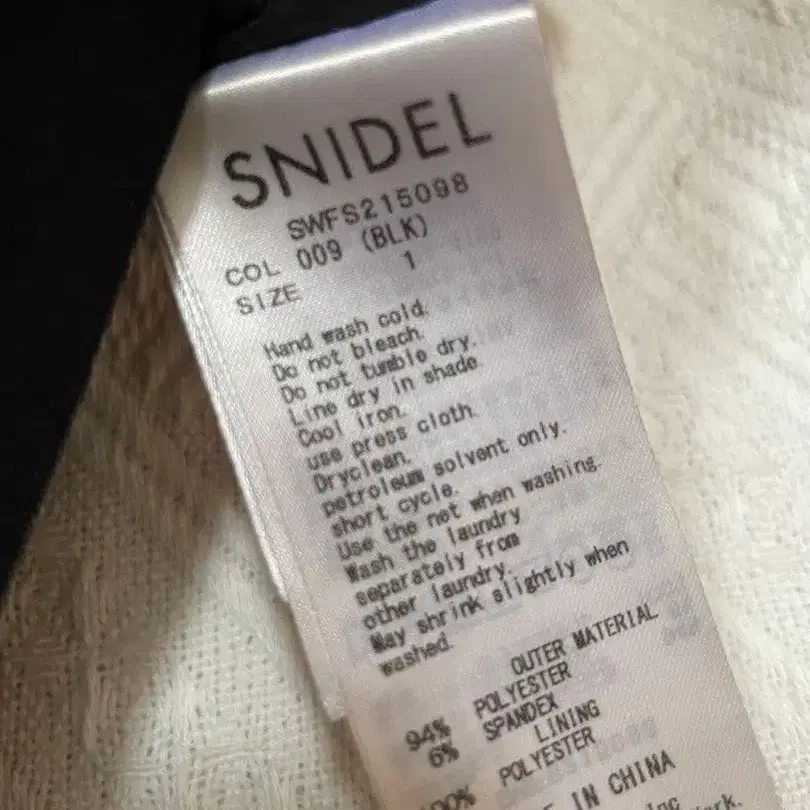 SNIDEL
SWFS215098
COL 009 (BLK)
SIZE 1
Hand wash cold.
Do not bleach.
Do not tumble dry.
Line dry in shade.
Cool iron.
use press cloth.
Dryclean.
petroleum solvent only.
short cycle.
Use the net when washing.
Wash the laundry
separately from
other laundry.
May shrink slightly when
washed.
OUTER MATERIAL
94% POLYESTER
6% SPANDEX
LINING
100% POLYESTER
E IN CHINA